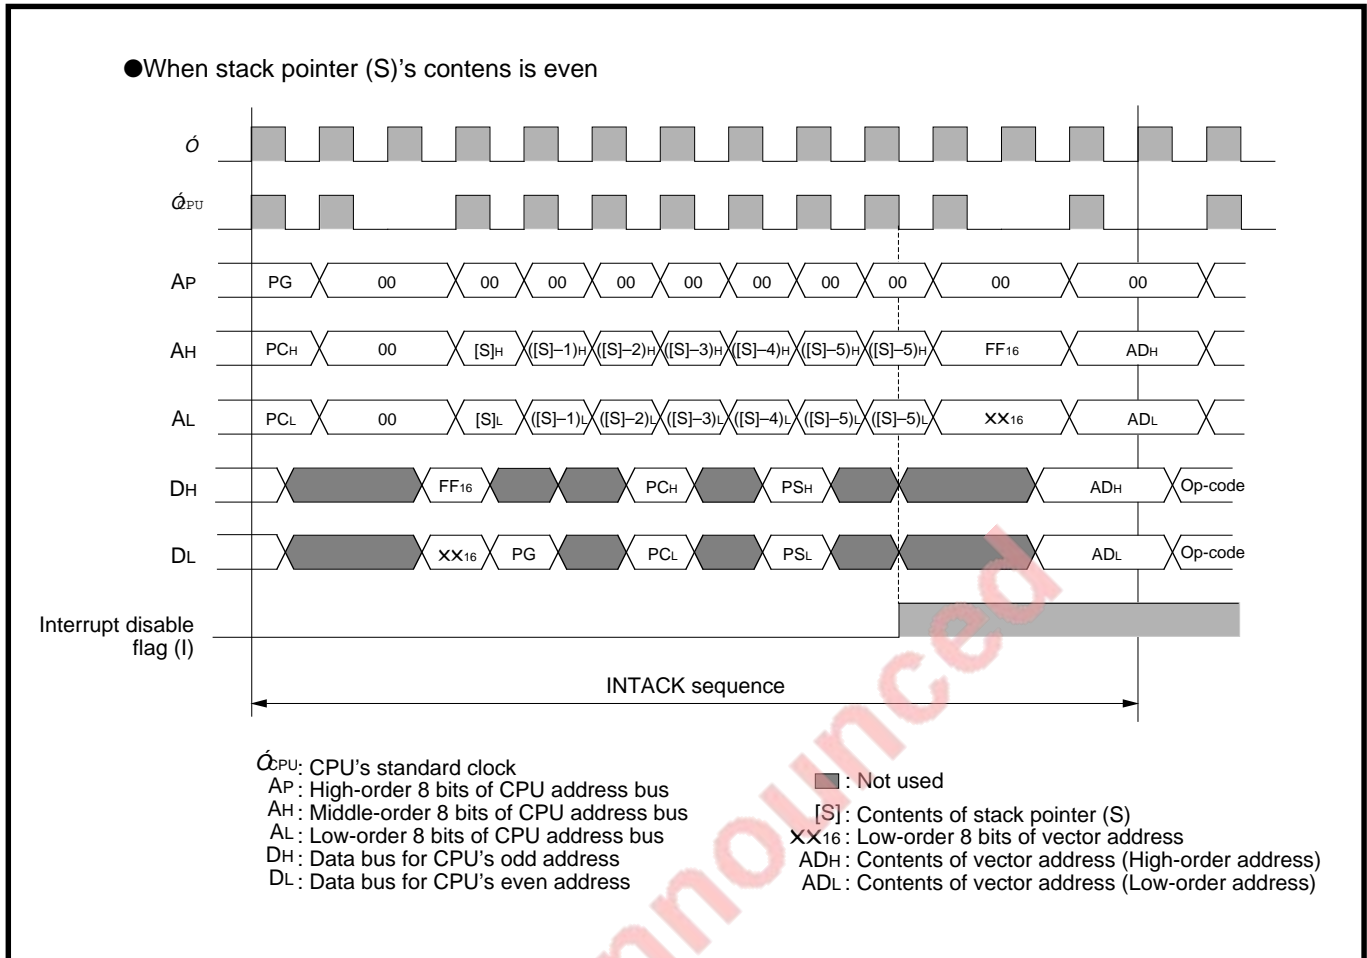 ●When stack pointer (S)'s contens is even
Ó
ÓCPU
AP PG 00 00 00 00 00 00 00 00 00 00
AH PCH 00 [S]H ([S]–1)H ([S]–2)H ([S]–3)H ([S]–4)H ([S]–5)H ([S]–5)H FF16 ADH
AL PCL 00 [S]L ([S]–1)L ([S]–2)L ([S]–3)L ([S]–4)L ([S]–5)L ([S]–5)L ✕✕16 ADL
DH FF16 PCH PSH ADH Op-code
DL ✕✕16 PG PCL PSL ADL Op-code
Interrupt disable
flag (I)
INTACK sequence
ÓCPU: CPU's standard clock
AP : High-order 8 bits of CPU address bus
AH : Middle-order 8 bits of CPU address bus
AL : Low-order 8 bits of CPU address bus
DH : Data bus for CPU's odd address
DL : Data bus for CPU's even address
: Not used
[S] : Contents of stack pointer (S)
✕✕16 : Low-order 8 bits of vector address
ADH : Contents of vector address (High-order address)
ADL : Contents of vector address (Low-order address)
nnounced